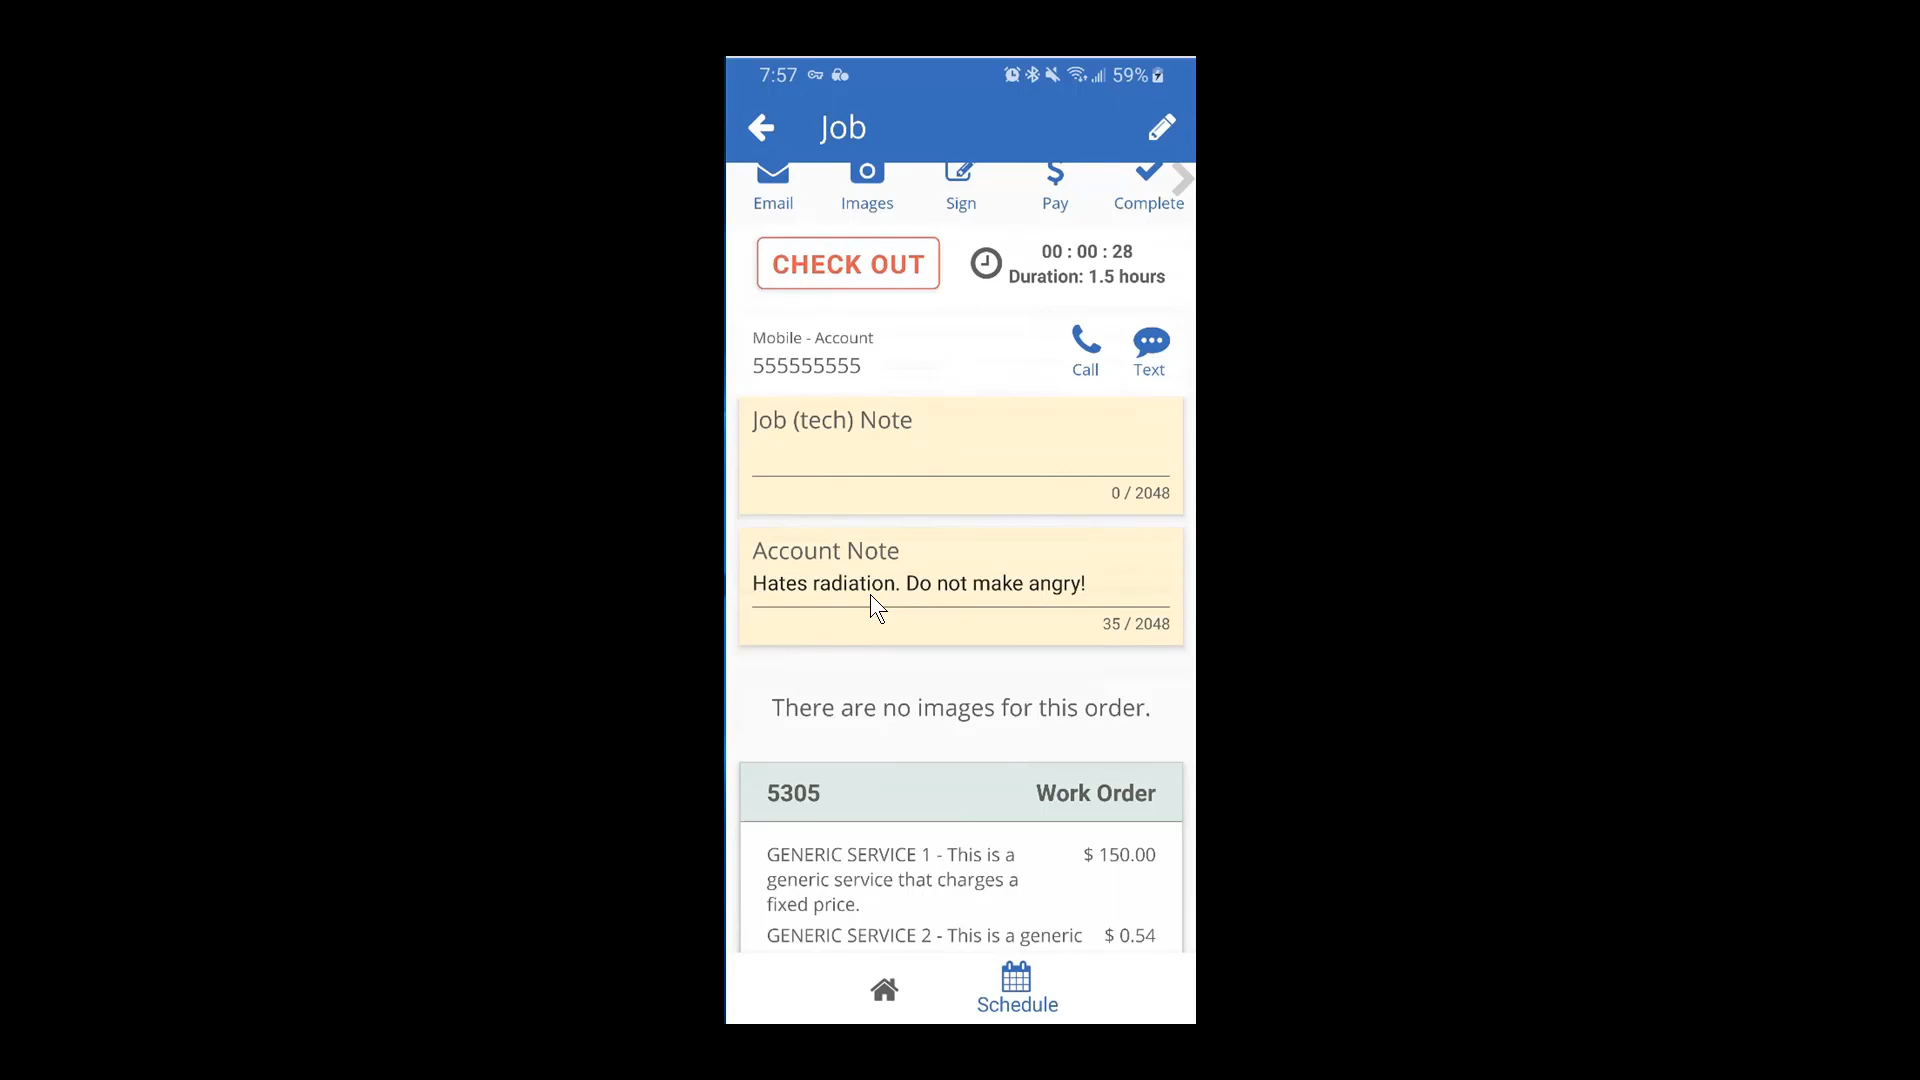 7:57 59%
Job
Email Images Sign Pay Complete
CHECK OUT
00 : 00 : 28
Duration: 1.5 hours
Mobile - Account
555555555
Call Text
Job (tech) Note
0 / 2048
Account Note
Hates radiation. Do not make angry!
35 / 2048
There are no images for this order.
5305 Work Order
GENERIC SERVICE 1 - This is a $ 150.00
generic service that charges a
fixed price.
GENERIC SERVICE 2 - This is a generic $ 0.54
Schedule